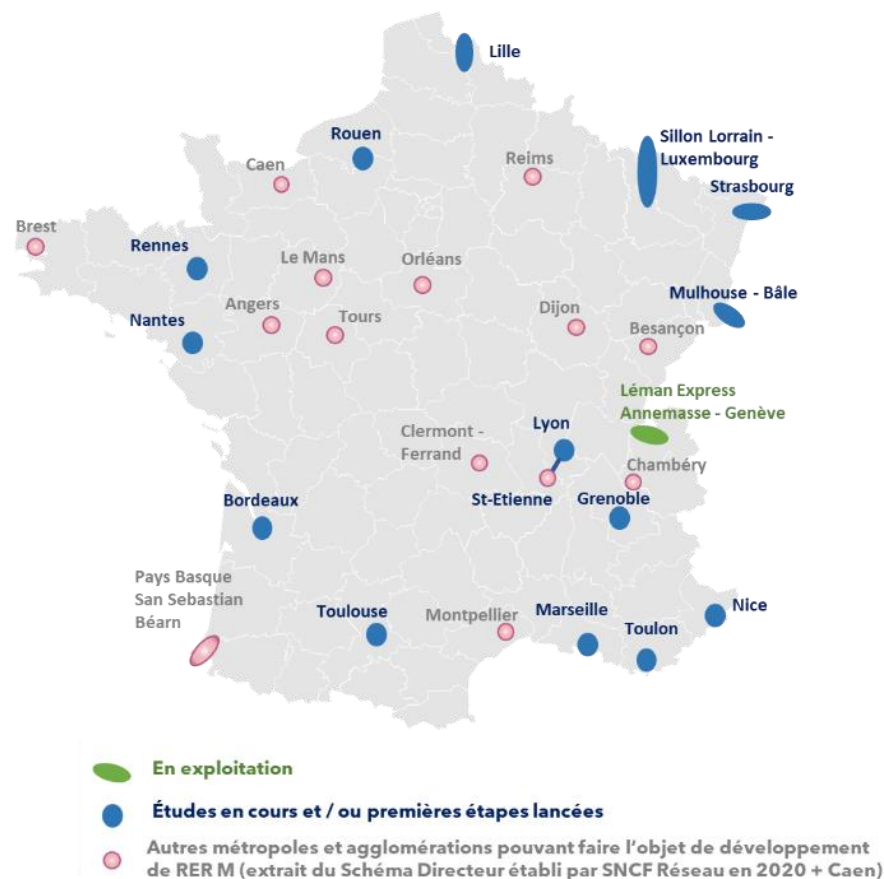 Lille
Rouen
Sillon Lorrain -
Luxembourg
Caen
Reims
Strasbourg
Brest
Rennes
Le Mans
Orléans
Mulhouse - Bâle
Nantes
Angers
Tours
Dijon
Besançon
Léman Express
Annemasse - Genève
Clermont -
Ferrand
Lyon
Chambéry
St-Etienne
Grenoble
Bordeaux
Pays Basque
San Sebastian
Béarn
Toulouse
Montpellier
Marseille
Nice
Toulon
En exploitation
Études en cours et / ou premières étapes lancées
Autres métropoles et agglomérations pouvant faire l’objet de développement
de RER M (extrait du Schéma Directeur établi par SNCF Réseau en 2020 + Caen)